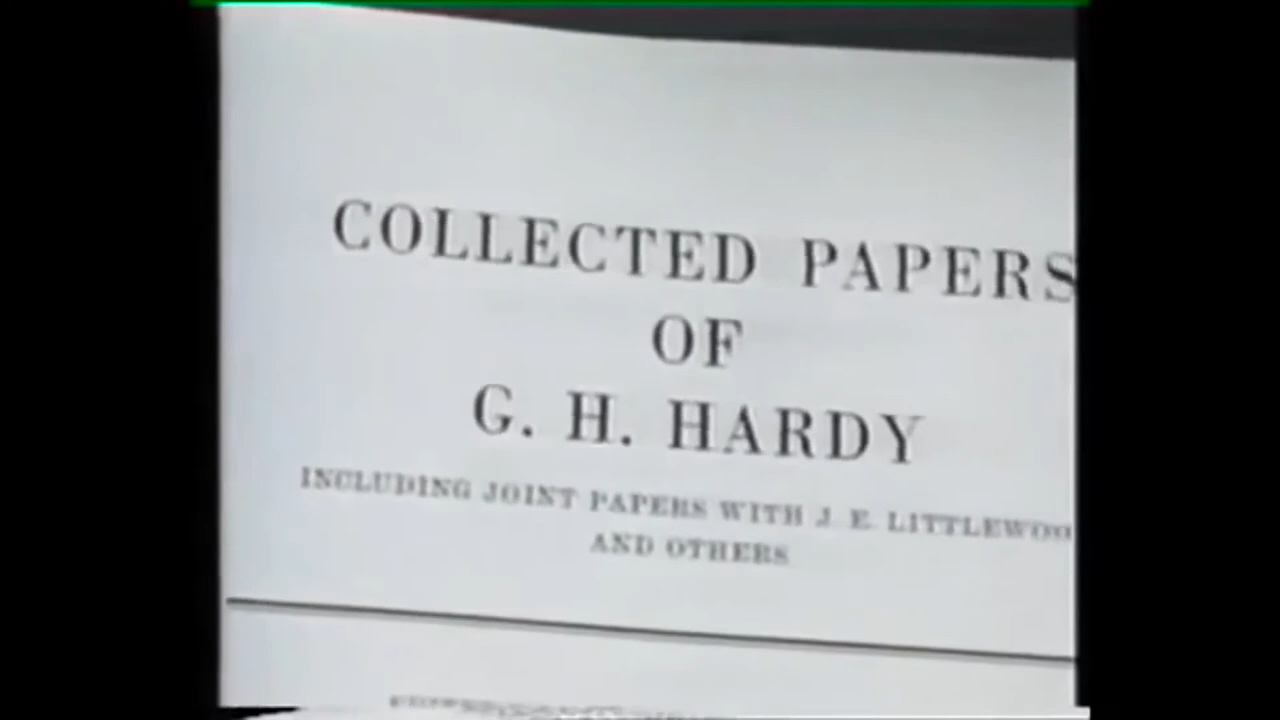 COLLECTED PAPERS
OF
G. H. HARDY
INCLUDING JOINT PAPERS WITH J. E. LITTLEWOO
AND OTHERS